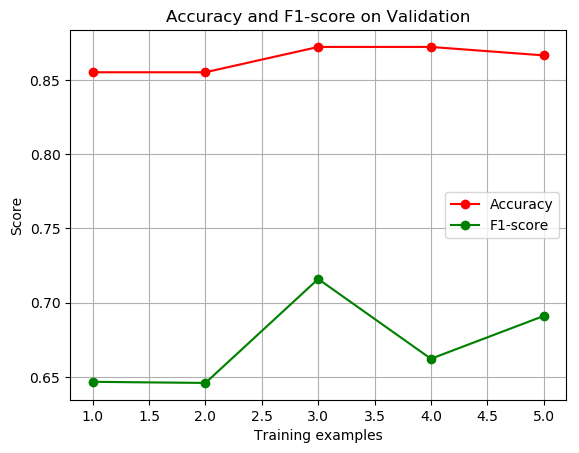 Accuracy and F1-score on Validation
Score
0.85
0.80
0.75
0.70
0.65
Accuracy
F1-score
1.0 1.5 2.0 2.5 3.0 3.5 4.0 4.5 5.0
Training examples